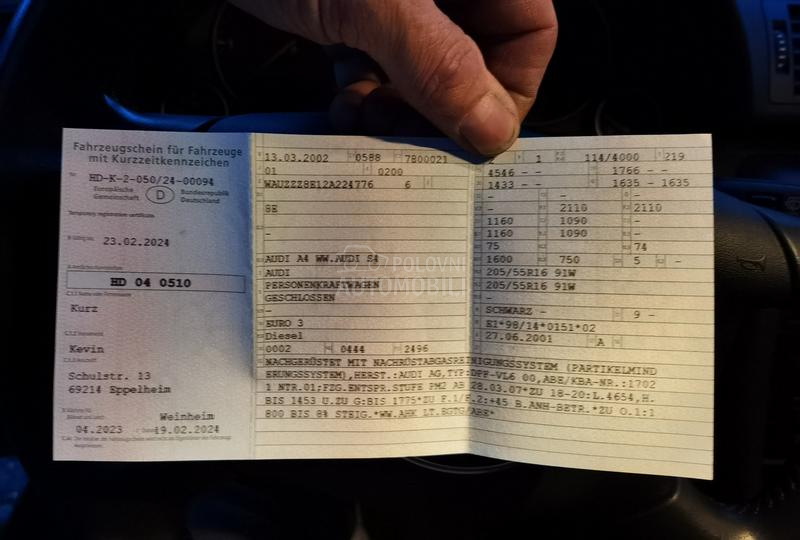 Fahrzeugschein für Fahrzeuge
mit Kurzzeitkennzeichen
HD-K-2-050/24-00094
Europäische
Gemeinschaft
D
Bundesrepublik
Deutschland
Temporary registration certificate
23.02.2024
HD 04 0510
Kurz
Kevin
Schulstr. 13
69214 Eppelheim
Weinheim
04.2023
19.02.2024
13.03.2002 0588 7800021
01 0200
WAUZZZ8E12A224776 6
8E
-
AUDI A4 WW.AUDI S4
AUDI
PERSONENKRAFTWAGEN
GESCHLOSSEN
-
EURO 3
Diesel
0002 0444 2496
1 114/4000 219
4546 - - 1766 - -
1433 - - 1635 - 1635
- -
- 2110 2110
1160 1090 -
1160 1090 -
75 74
1600 750 5 -
205/55R16 91W
205/55R16 91W
-
-
SCHWARZ - 9 -
E1*98/14*0151*02
27.06.2001 A
NACHGERÜSTET MIT NACHRÜSTABGASREINIGUNGSSYSTEM (PARTIKELMIND
ERUNGSSYSTEM),HERST.:AUDI AG,TYP:DPF-VL6 00,ABE/KBA-NR.:1702
1 NTR.01;FZG.ENTSPR.STUFE PM2 AB 28.03.07*ZU 18-20:L.4654,H.
BIS 1453 U.ZU G:BIS 1775*ZU F.1/F.2:+45 B.ANH-BETR.*ZU O.1:1
800 BIS 8% STEIG.*WW.AHK LT.EGTG/ABE*
POLOVNI
AUTOMOBILI